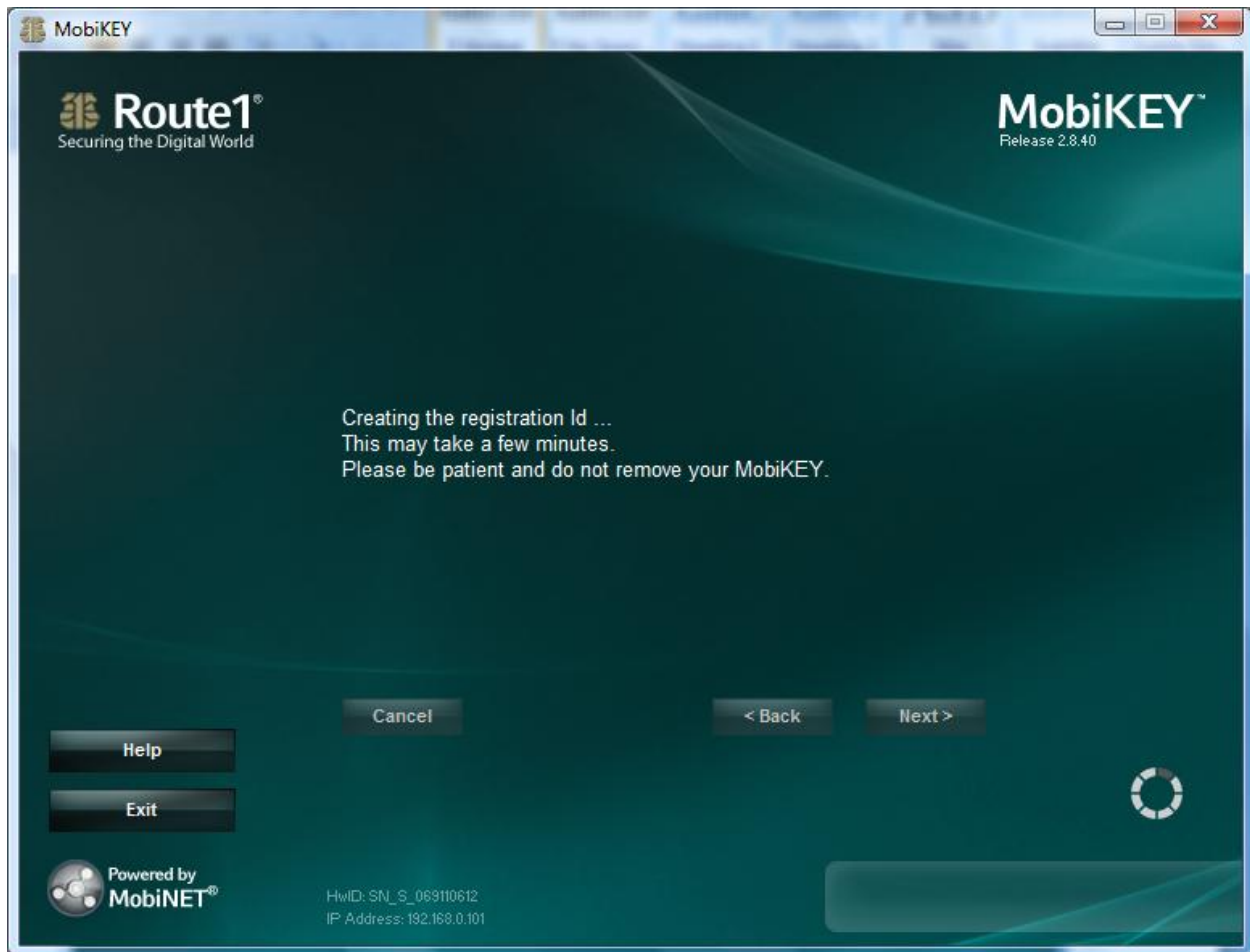 MobiKEY
Route1®
Securing the Digital World
MobiKEY™
Release 2.8.40
Creating the registration Id ...
This may take a few minutes.
Please be patient and do not remove your MobiKEY.
Cancel
< Back
Next >
Help
Exit
Powered by
MobiNET®
HwID: SN_S_069110612
IP Address: 192.168.0.101